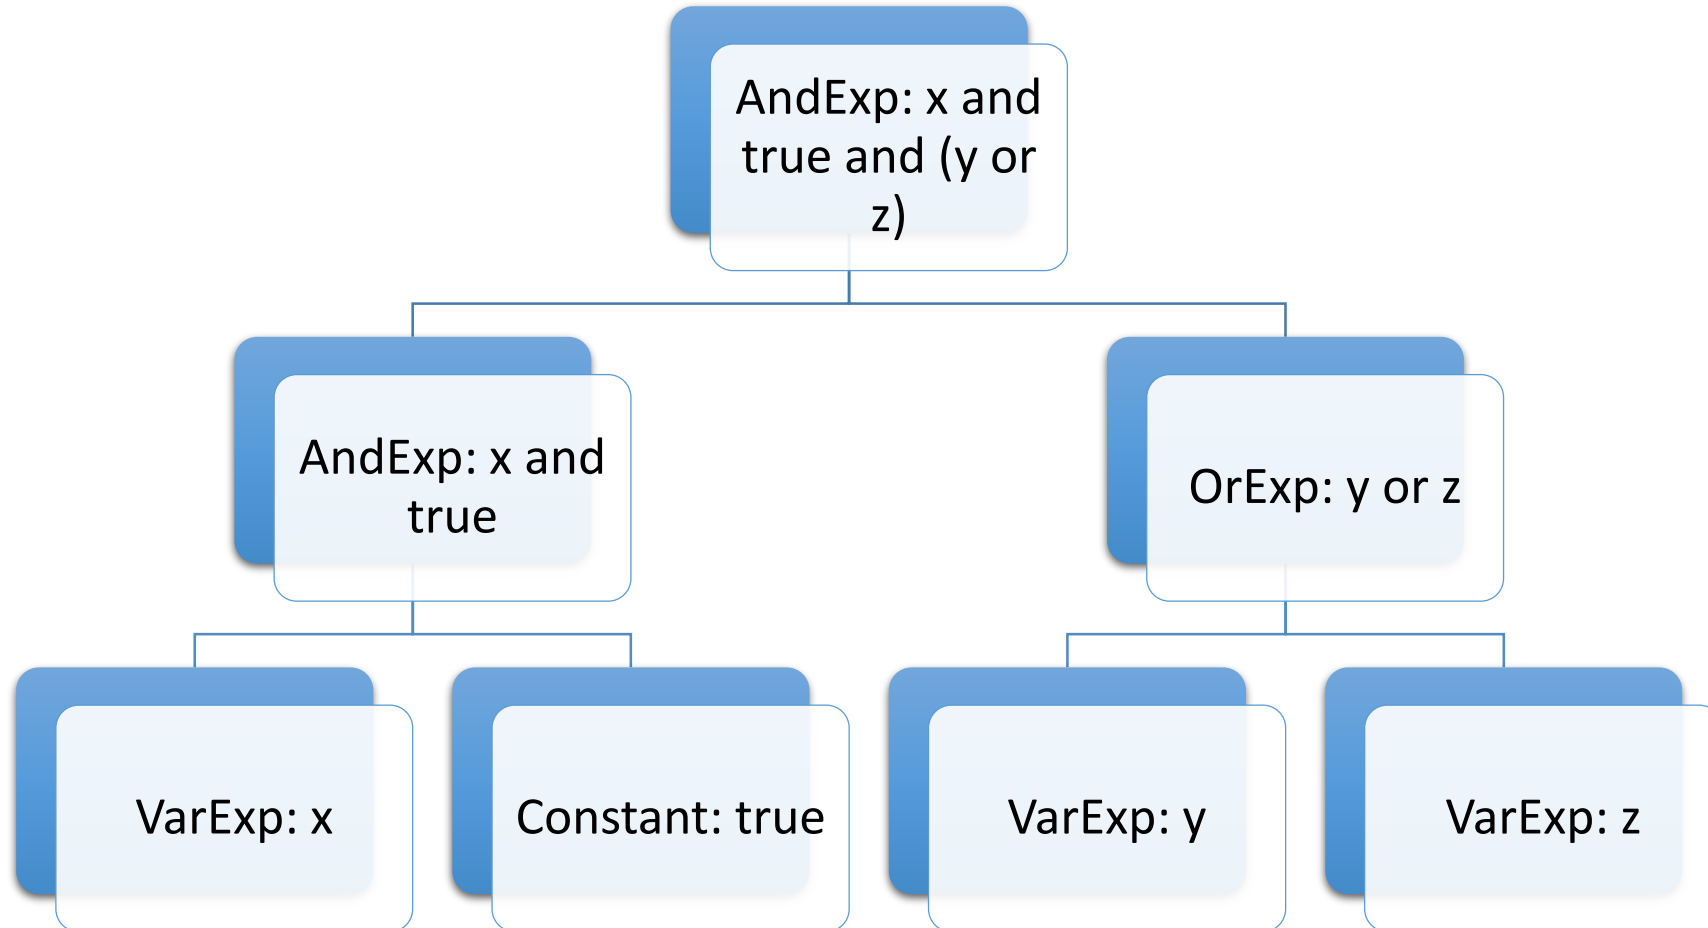 AndExp: x and
true and (y or
z)
AndExp: x and
true
OrExp: y or z
VarExp: x
Constant: true
VarExp: y
VarExp: z